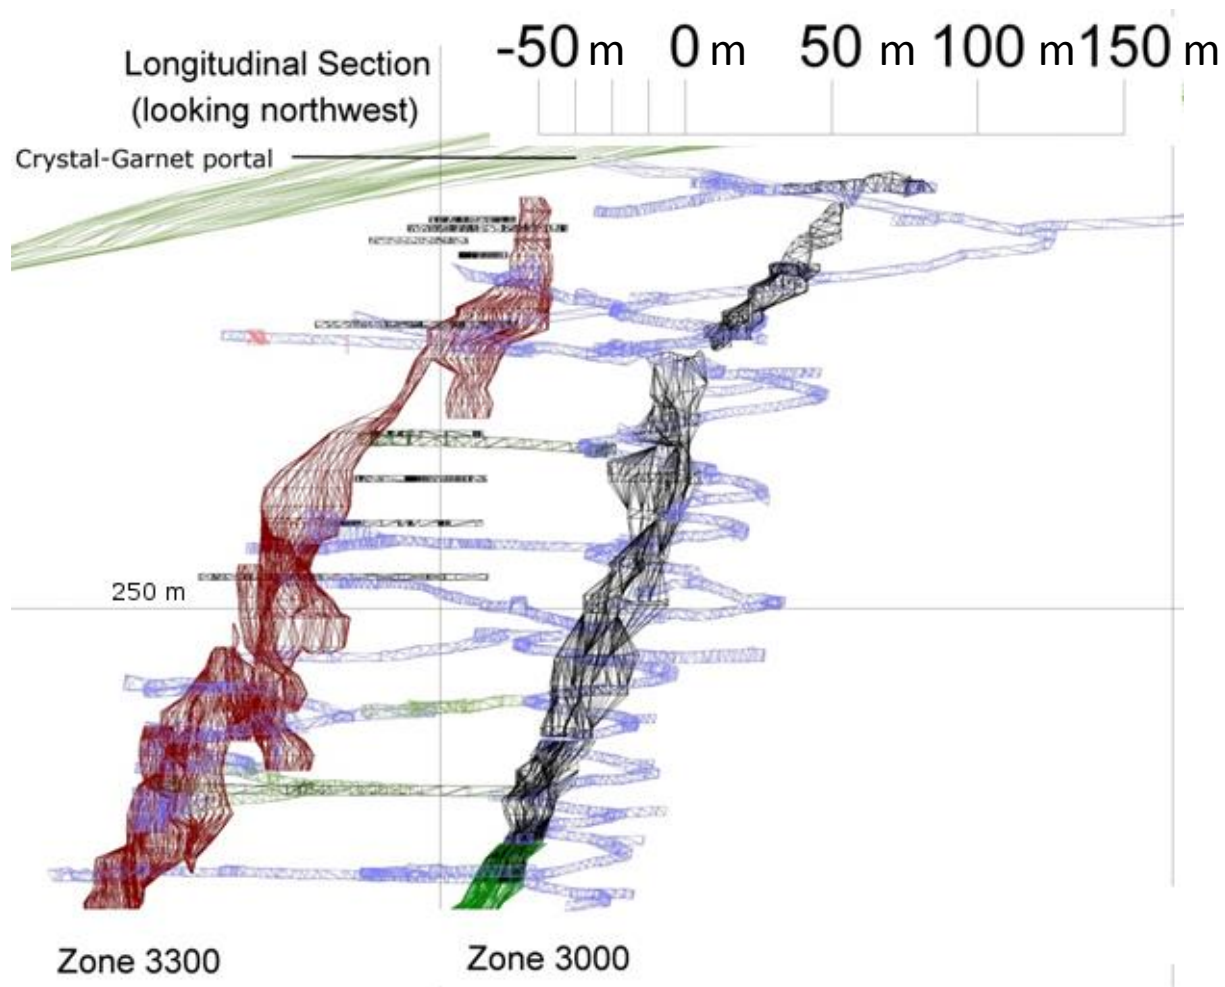 -50 m 0 m 50 m 100 m 150 m
Longitudinal Section
(looking northwest)
Crystal-Garnet portal
250 m
Zone 3300 Zone 3000